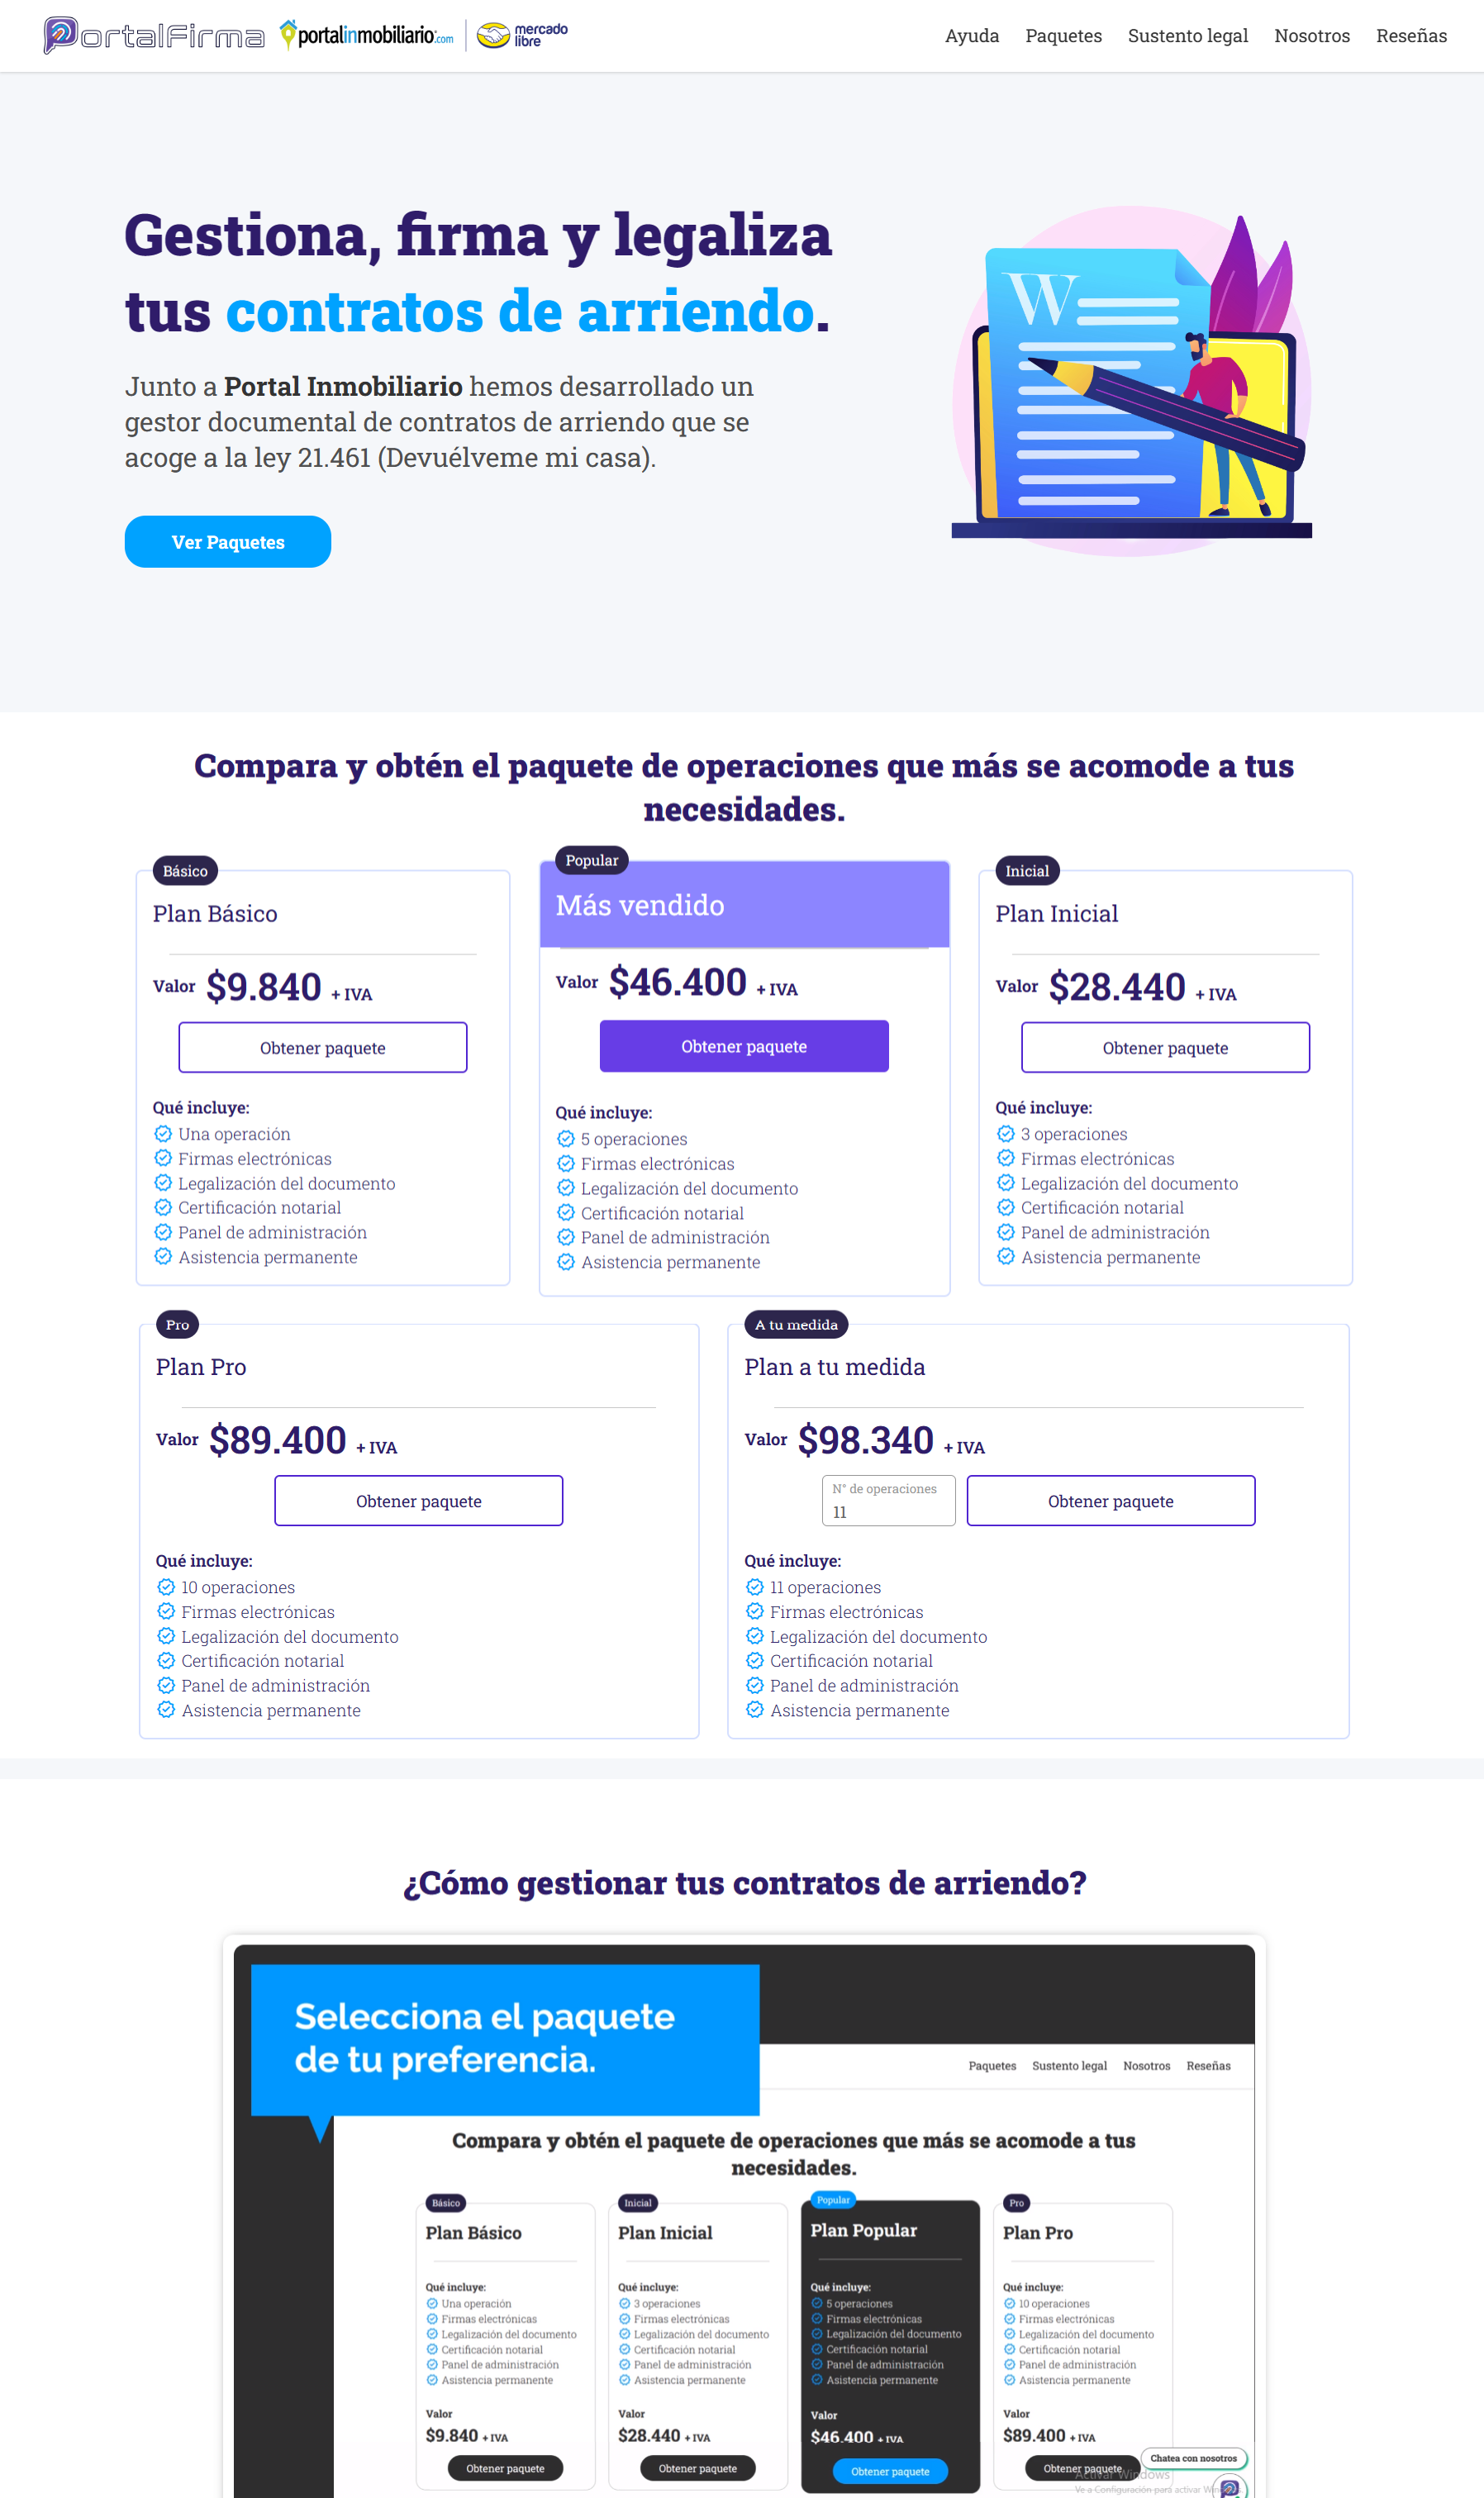 PortalFirma
portalinmobiliario.com
mercado
libre
Ayuda Paquetes Sustento legal Nosotros Reseñas
Gestiona, firma y legaliza
tus contratos de arriendo.
Junto a Portal Inmobiliario hemos desarrollado un
gestor documental de contratos de arriendo que se
acoge a la ley 21.461 (Devuélveme mi casa).
Ver Paquetes
W
Compara y obtén el paquete de operaciones que más se acomode a tus
necesidades.
Básico
Plan Básico
Valor $9.840 + IVA
Obtener paquete
Qué incluye:
Una operación
Firmas electrónicas
Legalización del documento
Certificación notarial
Panel de administración
Asistencia permanente
Popular
Más vendido
Valor $46.400 + IVA
Obtener paquete
Qué incluye:
5 operaciones
Firmas electrónicas
Legalización del documento
Certificación notarial
Panel de administración
Asistencia permanente
Inicial
Plan Inicial
Valor $28.440 + IVA
Obtener paquete
Qué incluye:
3 operaciones
Firmas electrónicas
Legalización del documento
Certificación notarial
Panel de administración
Asistencia permanente
Pro
Plan Pro
Valor $89.400 + IVA
Obtener paquete
Qué incluye:
10 operaciones
Firmas electrónicas
Legalización del documento
Certificación notarial
Panel de administración
Asistencia permanente
A tu medida
Plan a tu medida
Valor $98.340 + IVA
N° de operaciones
11
Obtener paquete
Qué incluye:
11 operaciones
Firmas electrónicas
Legalización del documento
Certificación notarial
Panel de administración
Asistencia permanente
¿Cómo gestionar tus contratos de arriendo?
Selecciona el paquete
de tu preferencia.
Paquetes Sustento legal Nosotros Reseñas
Compara y obtén el paquete de operaciones que más se acomode a tus
necesidades.
Básico
Plan Básico
Qué incluye:
Una operación
Firmas electrónicas
Legalización del documento
Certificación notarial
Panel de administración
Asistencia permanente
Valor
$9.840 + IVA
Obtener paquete
Inicial
Plan Inicial
Qué incluye:
3 operaciones
Firmas electrónicas
Legalización del documento
Certificación notarial
Panel de administración
Asistencia permanente
Valor
$28.440 + IVA
Obtener paquete
Popular
Plan Popular
Qué incluye:
5 operaciones
Firmas electrónicas
Legalización del documento
Certificación notarial
Panel de administración
Asistencia permanente
Valor
$46.400 + IVA
Obtener paquete
Pro
Plan Pro
Qué incluye:
10 operaciones
Firmas electrónicas
Legalización del documento
Certificación notarial
Panel de administración
Asistencia permanente
Valor
$89.400 + IVA
Obtener paquete
Chatea con nosotros
Activar Windows
Ve a Configuración para activar